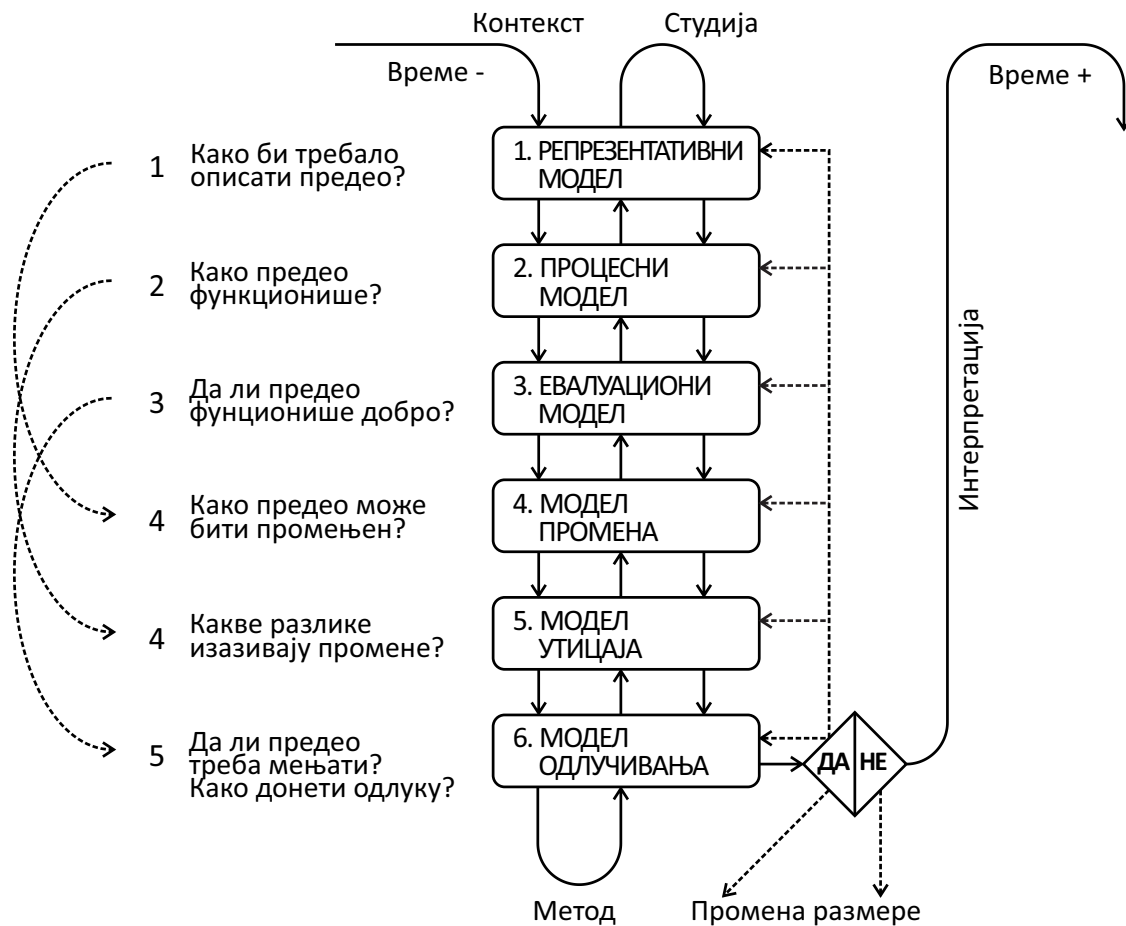 Контекст
Студија
Време -
Време +
1
Како би требало
описати предео?
1. РЕПРЕЗЕНТАТИВНИ
МОДЕЛ
2
Како предео
функционише?
2. ПРОЦЕСНИ
МОДЕЛ
3
Да ли предео
фунционише добро?
3. ЕВАЛУАЦИОНИ
МОДЕЛ
Интерпретација
4
Како предео може
бити промењен?
4. МОДЕЛ
ПРОМЕНА
4
Какве разлике
изазивају промене?
5. МОДЕЛ
УТИЦАЈА
5
Да ли предео
треба мењати?
Како донети одлуку?
6. МОДЕЛ
ОДЛУЧИВАЊА
ДА
НЕ
Метод
Промена размере